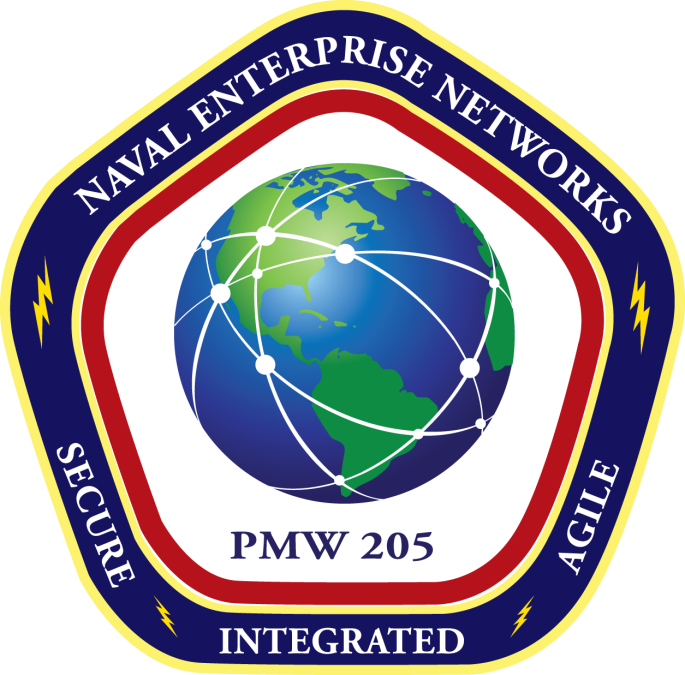 NAVAL ENTERPRISE NETWORKS
PMW 205
SECURE
INTEGRATED
AGILE